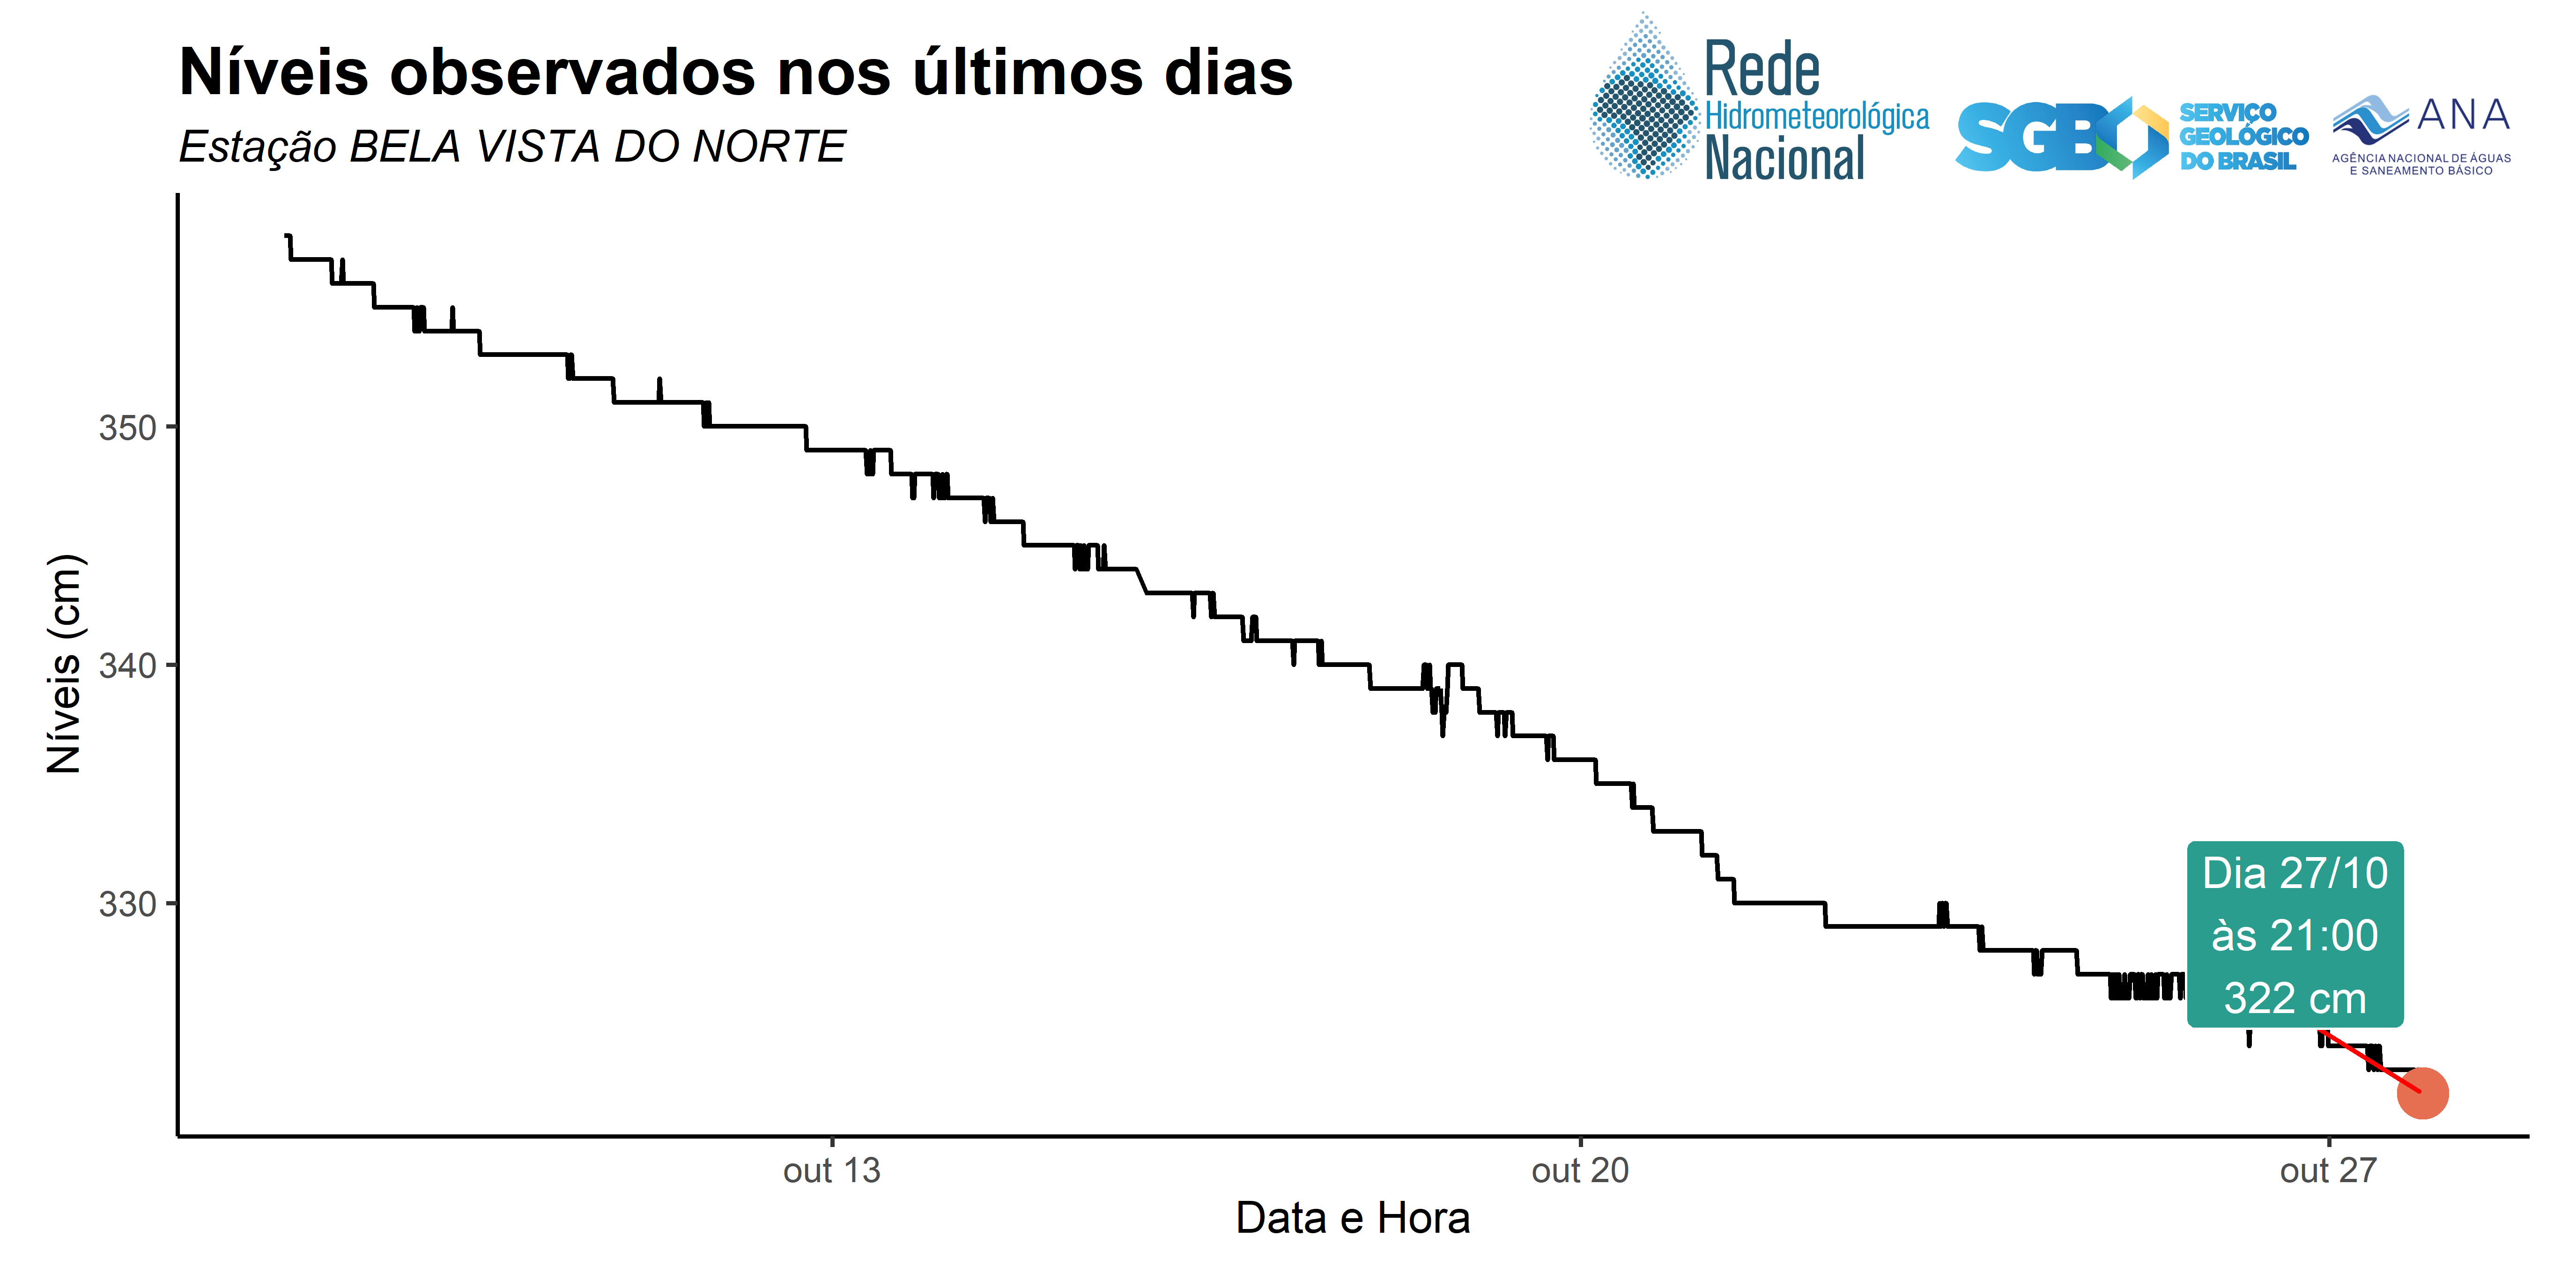 Níveis observados nos últimos dias
Estação BELA VISTA DO NORTE
Rede
Hidrometeorológica
Nacional
SGB
SERVIÇO
GEOLÓGICO
DO BRASIL
ANA
AGÊNCIA NACIONAL DE ÁGUAS
E SANEAMENTO BÁSICO
Níveis (cm)
350
340
330
Dia 27/10
às 21:00
322 cm
out 13
out 20
out 27
Data e Hora